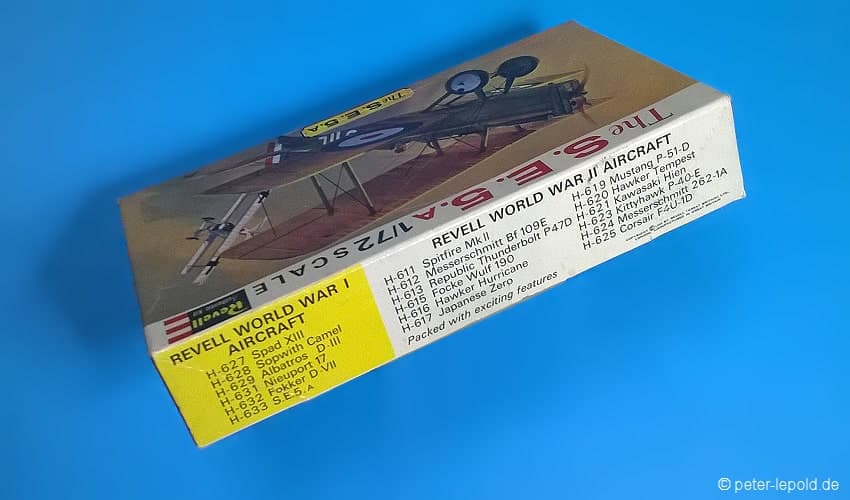 The S.E.5.A
The S.E.5.A
1/72 SCALE
Revell
Authentic Kit
REVELL WORLD WAR I
AIRCRAFT
H-627 Spad XIII
H-628 Sopwith Camel
H-629 Albatros D-III
H-631 Nieuport 17
H-632 Fokker D-VII
H-633 S.E.5.A
REVELL WORLD WAR II AIRCRAFT
H-611 Spitfire Mk II
H-612 Messerschmitt Bf 109E
H-613 Republic Thunderbolt P47D
H-615 Focke Wulf 190
H-616 Hawker Hurricane
H-617 Japanese Zero
H-619 Mustang P-51-D
H-620 Hawker Tempest
H-621 Kawasaki Hien
H-623 Kittyhawk P-40-E
H-624 Messerschmitt 262-1A
H-625 Corsair F4U-1D
Packed with exciting features
© peter-lepold.de